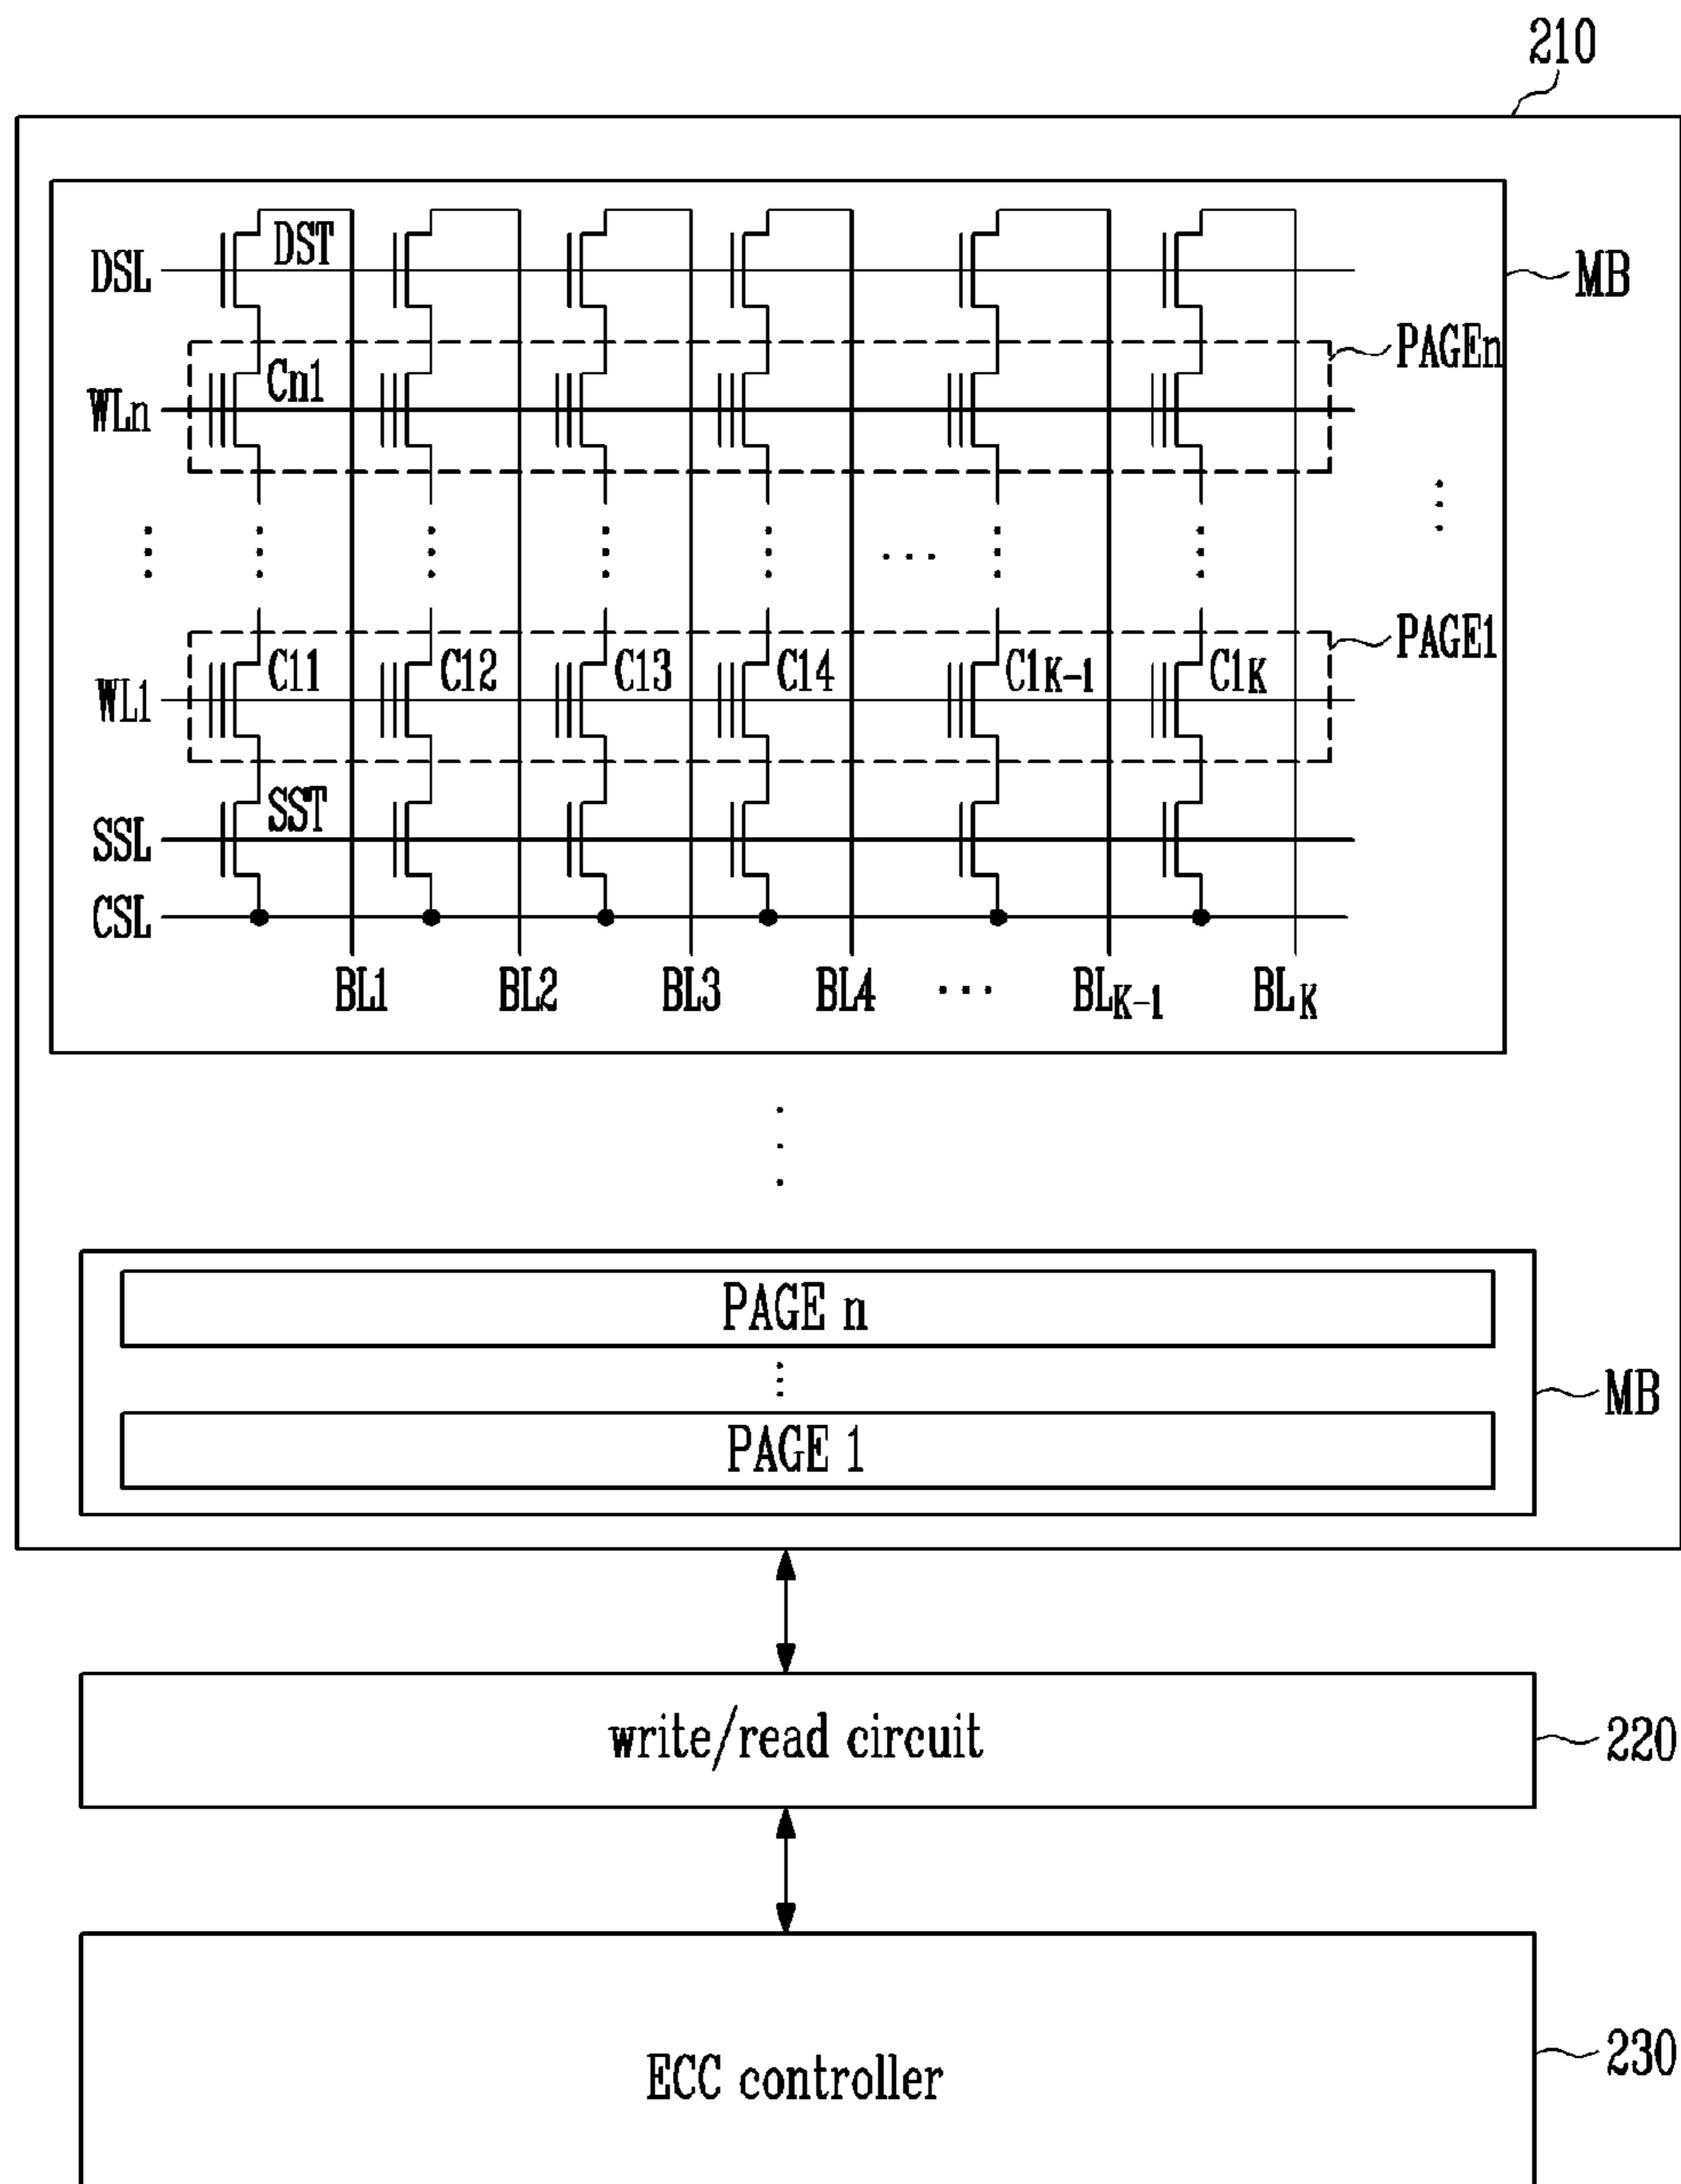 210
DST
DSL
MB
PAGEn
Cn1
WLn
PAGE1
C11 C12 C13 C14 C1K-1 C1K
WL1
SST
SSL
CSL
BL1 BL2 BL3 BL4 ... BLK-1 BLK
PAGE n
MB
PAGE 1
write/read circuit
220
ECC controller
230